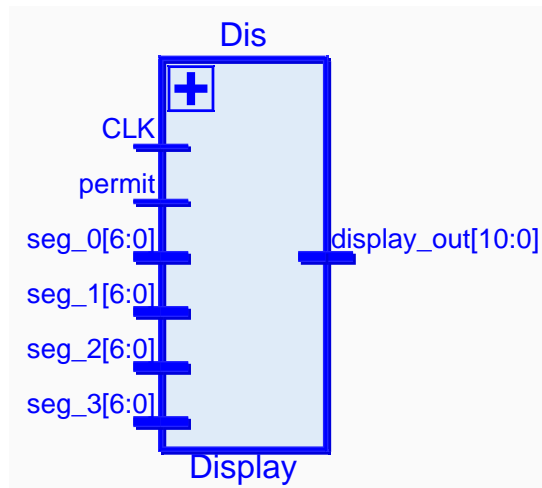 Dis
CLK
permit
seg_0[6:0]
display_out[10:0]
seg_1[6:0]
seg_2[6:0]
seg_3[6:0]
Display